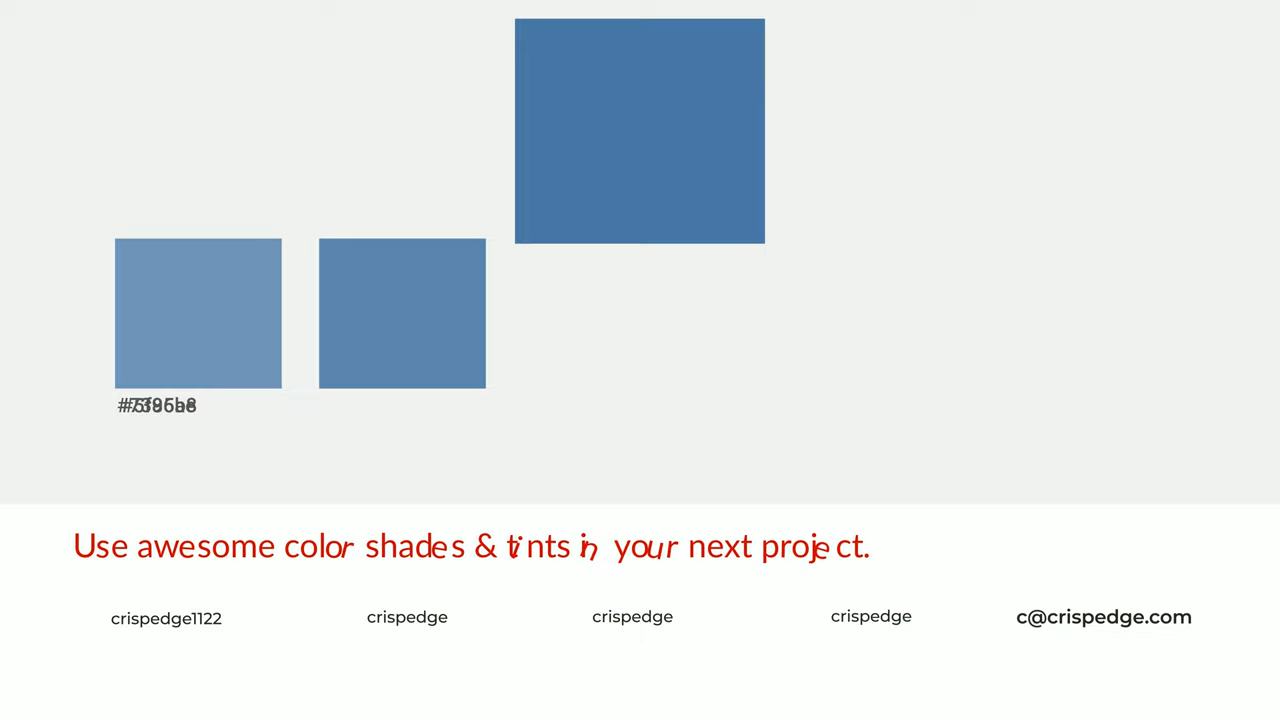 Use awesome color shades & tints in your next project.
crispedge1122 crispedge crispedge crispedge c@crispedge.com